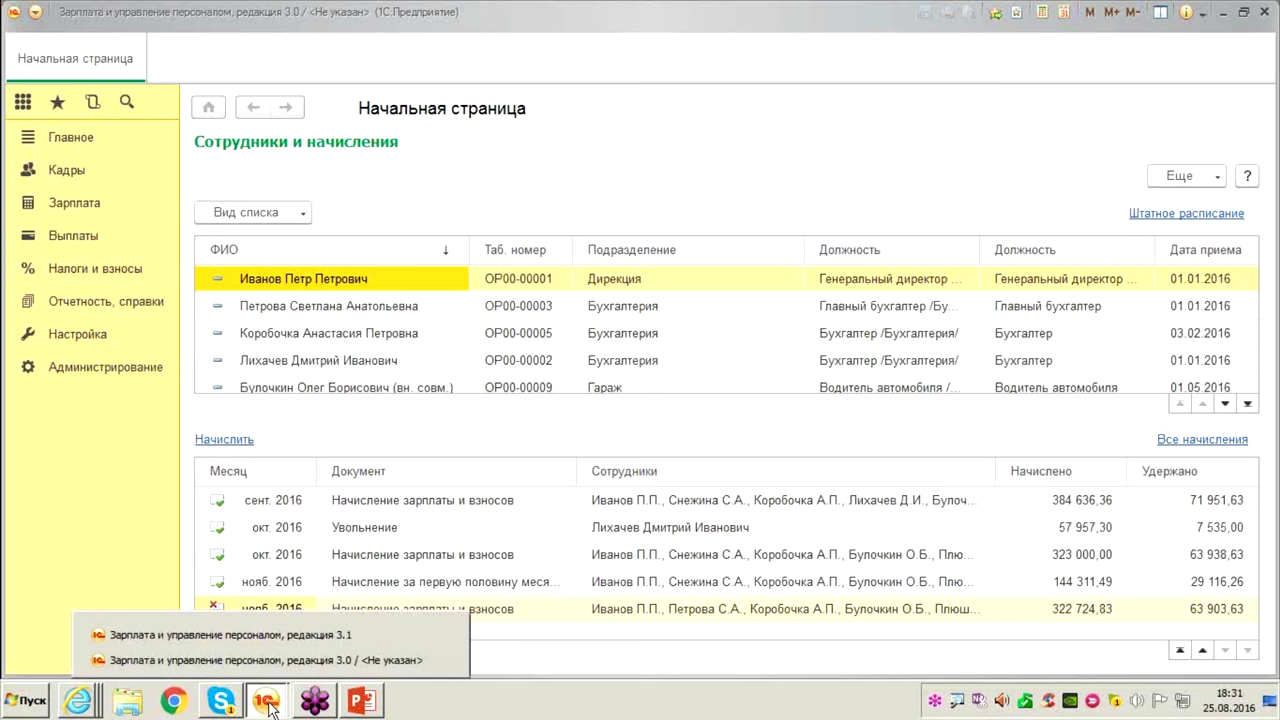 Зарплата и управление персоналом, редакция 3.0 / <Не указан> (1С:Предприятие)
M M+ M-
Начальная страница
Начальная страница
Главное
Кадры
Зарплата
Выплаты
Налоги и взносы
Отчетность, справки
Настройка
Администрирование
Сотрудники и начисления
Еще ?
Вид списка
Штатное расписание
ФИО ↓ Таб. номер Подразделение Должность Должность Дата приема
Иванов Петр Петрович ОР00-00001 Дирекция Генеральный директор ... Генеральный директор ... 01.01.2016
Петрова Светлана Анатольевна ОР00-00003 Бухгалтерия Главный бухгалтер /Бу... Главный бухгалтер 01.01.2016
Коробочка Анастасия Петровна ОР00-00005 Бухгалтерия Бухгалтер /Бухгалтерия/ Бухгалтер 03.02.2016
Лихачев Дмитрий Иванович ОР00-00002 Бухгалтерия Бухгалтер /Бухгалтерия/ Бухгалтер 01.01.2016
Булочкин Олег Борисович (вн. совм.) ОР00-00009 Гараж Водитель автомобиля /... Водитель автомобиля 01.05.2016
Начислить Все начисления
Месяц Документ Сотрудники Начислено Удержано
сент. 2016 Начисление зарплаты и взносов Иванов П.П., Снежина С.А., Коробочка А.П., Лихачев Д.И., Булоч... 384 636,36 71 951,63
окт. 2016 Увольнение Лихачев Дмитрий Иванович 57 957,30 7 535,00
окт. 2016 Начисление зарплаты и взносов Иванов П.П., Снежина С.А., Коробочка А.П., Булочкин О.Б., Плю... 323 000,00 63 938,63
нояб. 2016 Начисление за первую половину меся... Иванов П.П., Снежина С.А., Коробочка А.П., Булочкин О.Б., Плю... 144 311,49 29 116,26
нояб. 2016 Начисление зарплаты и взносов Иванов П.П., Петрова С.А., Коробочка А.П., Булочкин О.Б., Плюш... 322 724,83 63 903,63
Зарплата и управление персоналом, редакция 3.1
Зарплата и управление персоналом, редакция 3.0 / <Не указан>
Пуск
18:31
25.08.2016